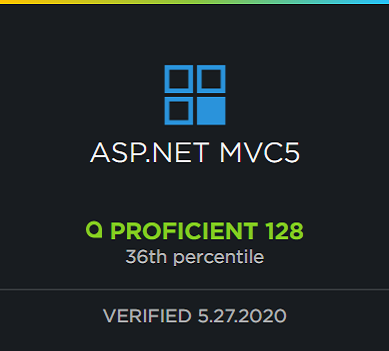 ASP.NET MVC5
PROFICIENT 128
36th percentile
VERIFIED 5.27.2020